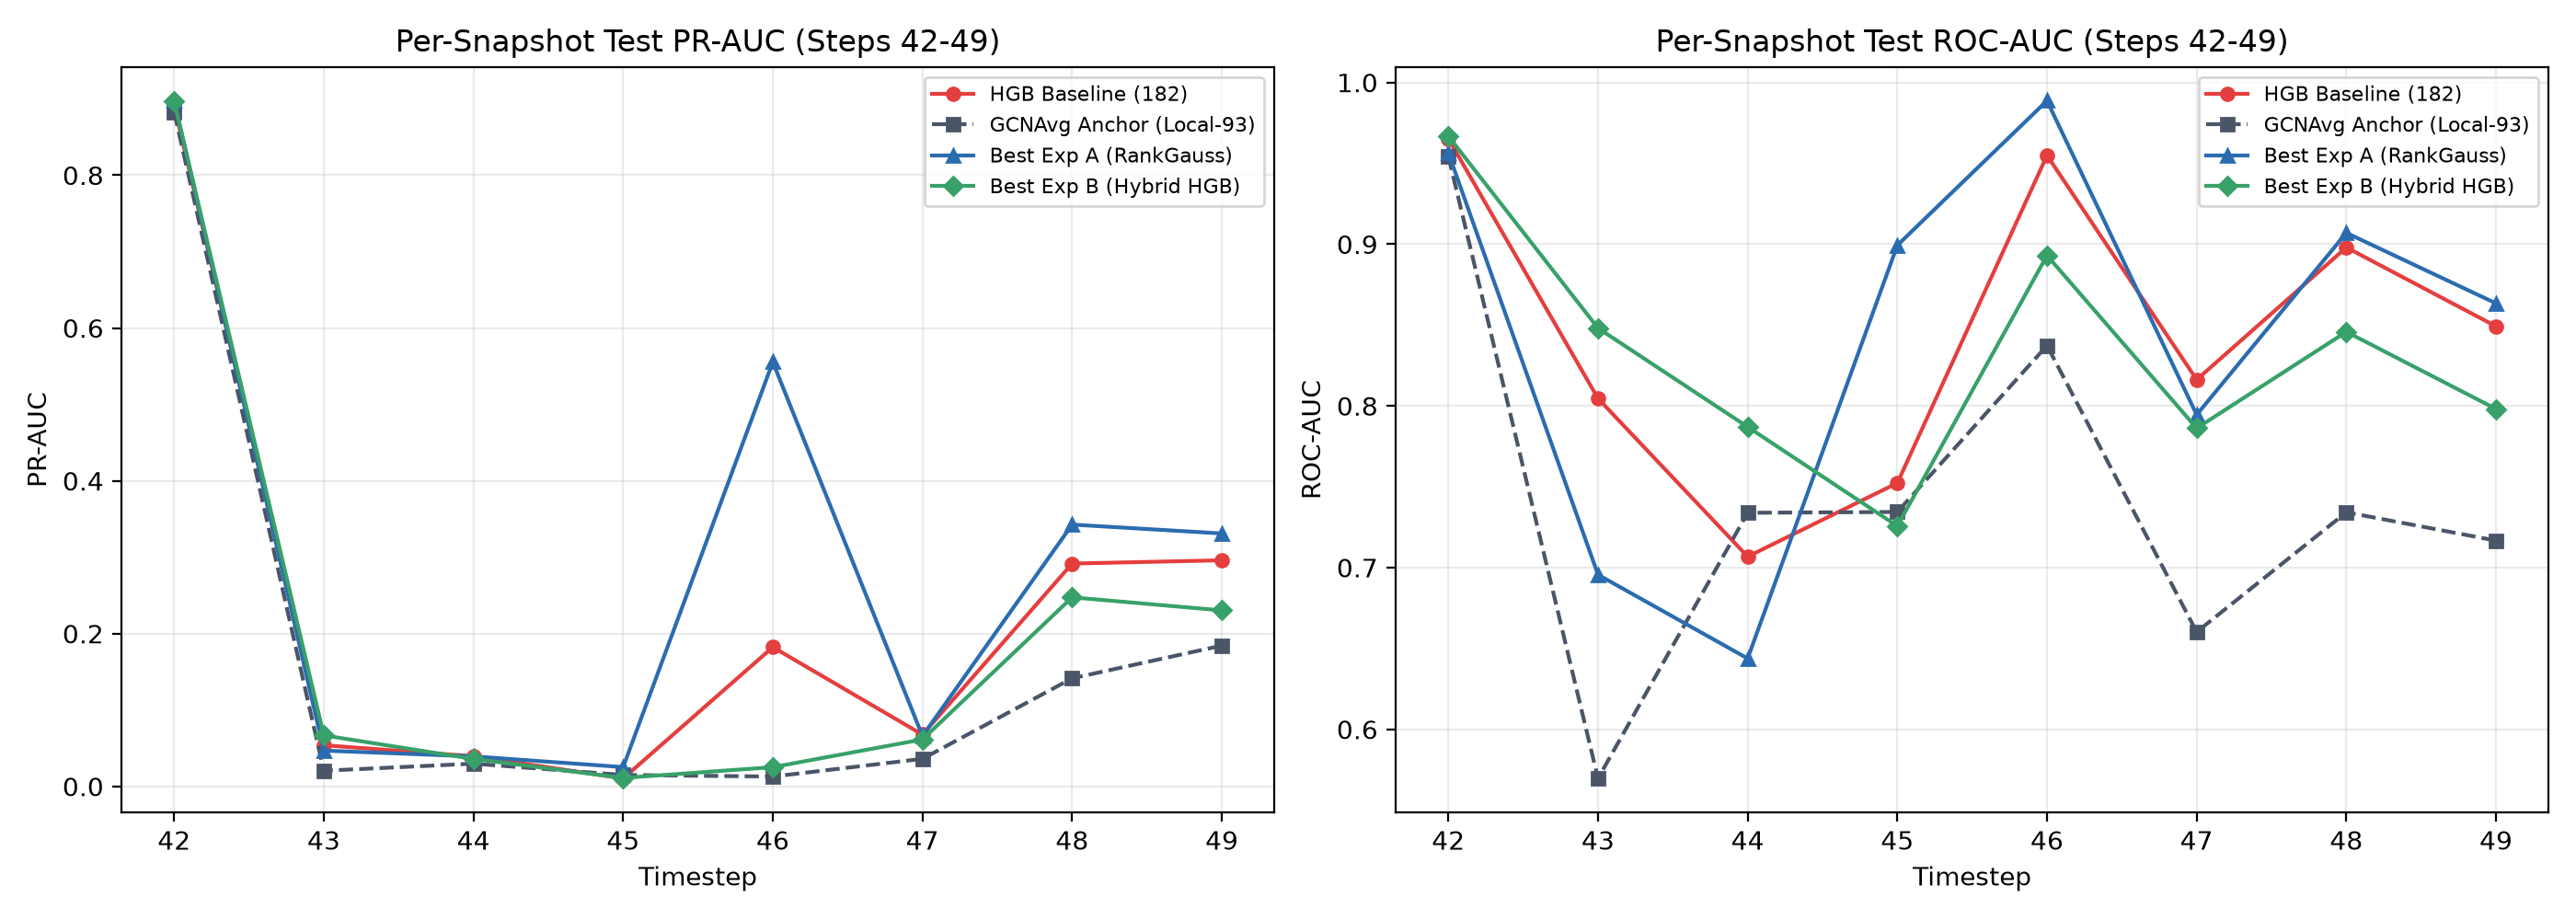 Per-Snapshot Test PR-AUC (Steps 42-49)
HGB Baseline (182)
GCNAvg Anchor (Local-93)
Best Exp A (RankGauss)
Best Exp B (Hybrid HGB)
PR-AUC
0.8
0.6
0.4
0.2
0.0
42 43 44 45 46 47 48 49
Timestep
Per-Snapshot Test ROC-AUC (Steps 42-49)
HGB Baseline (182)
GCNAvg Anchor (Local-93)
Best Exp A (RankGauss)
Best Exp B (Hybrid HGB)
ROC-AUC
1.0
0.9
0.8
0.7
0.6
42 43 44 45 46 47 48 49
Timestep